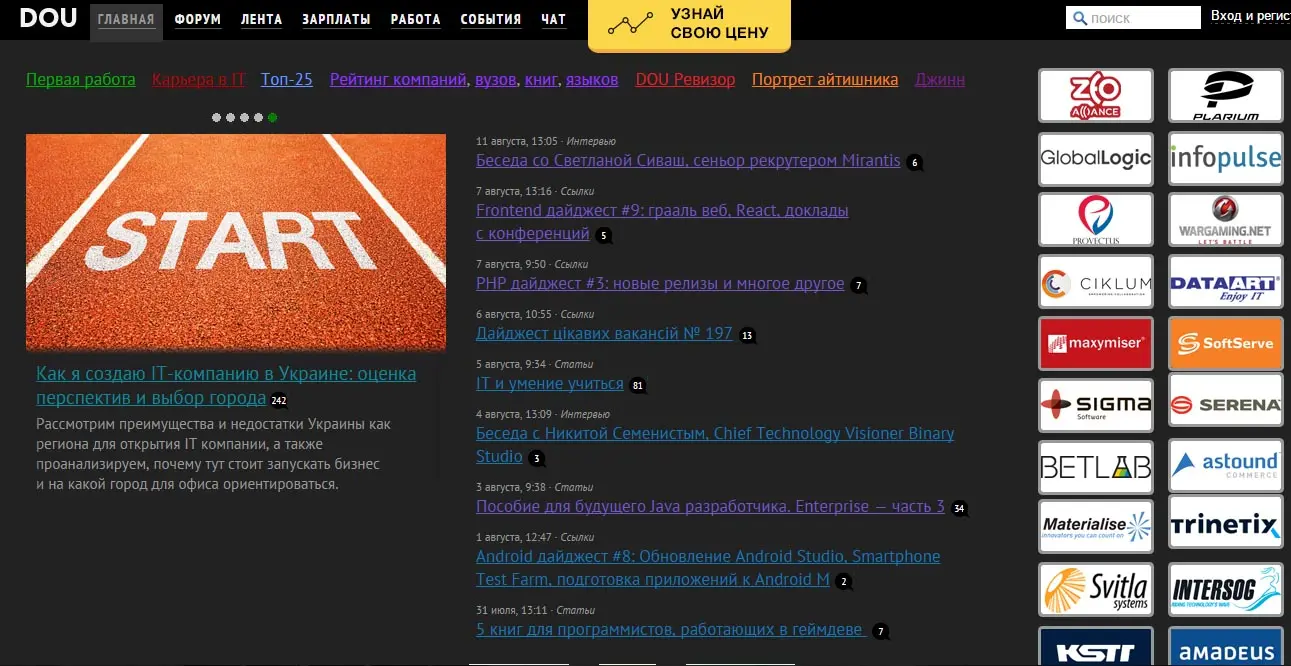 DOU ГЛАВНАЯ ФОРУМ ЛЕНТА ЗАРПЛАТЫ РАБОТА СОБЫТИЯ ЧАТ
УЗНАЙ
СВОЮ ЦЕНУ
ПОИСК
Вход и регис
Первая работа Карьера в IT Топ-25 Рейтинг компаний, вузов, книг, языков DOU Ревизор Портрет айтишника Джинн
START
Как я создаю IT-компанию в Украине: оценка
перспектив и выбор города 242
Рассмотрим преимущества и недостатки Украины как
региона для открытия IT компании, а также
проанализируем, почему тут стоит запускать бизнес
и на какой город для офиса ориентироваться.
11 августа, 13:05 · Интервью
Беседа со Светланой Сиваш, сеньор рекрутером Mirantis 6
7 августа, 13:16 · Ссылки
Frontend дайджест #9: грааль веб, React, доклады
с конференций 5
7 августа, 9:50 · Ссылки
PHP дайджест #3: новые релизы и многое другое 7
6 августа, 10:55 · Ссылки
Дайджест цікавих вакансій № 197 13
5 августа, 9:34 · Статьи
IT и умение учиться 81
4 августа, 13:09 · Интервью
Беседа с Никитой Семенистым, Chief Technology Visioner Binary
Studio 3
3 августа, 9:38 · Статьи
Пособие для будущего Java разработчика. Enterprise — часть 3 34
1 августа, 12:47 · Ссылки
Android дайджест #8: Обновление Android Studio, Smartphone
Test Farm, подготовка приложений к Android M 2
31 июля, 13:11 · Статьи
5 книг для программистов, работающих в геймдеве 7
ZEO
ALLIANCE
PLARIUM
GlobalLogic
infopulse
PROVECTUS
WARGAMING.NET
LET'S BATTLE
CIKLUM
DATAART
Enjoy IT
maxymiser
SoftServe
SIGMA
Software
SERENA
BETLAB
astound
COMMERCE
Materialise
innovators you can count on
TRINETIX
Svitla
systems
INTERSOG
RIDING TECHNOLOGY'S WAVE
KSTT
AMADEUS